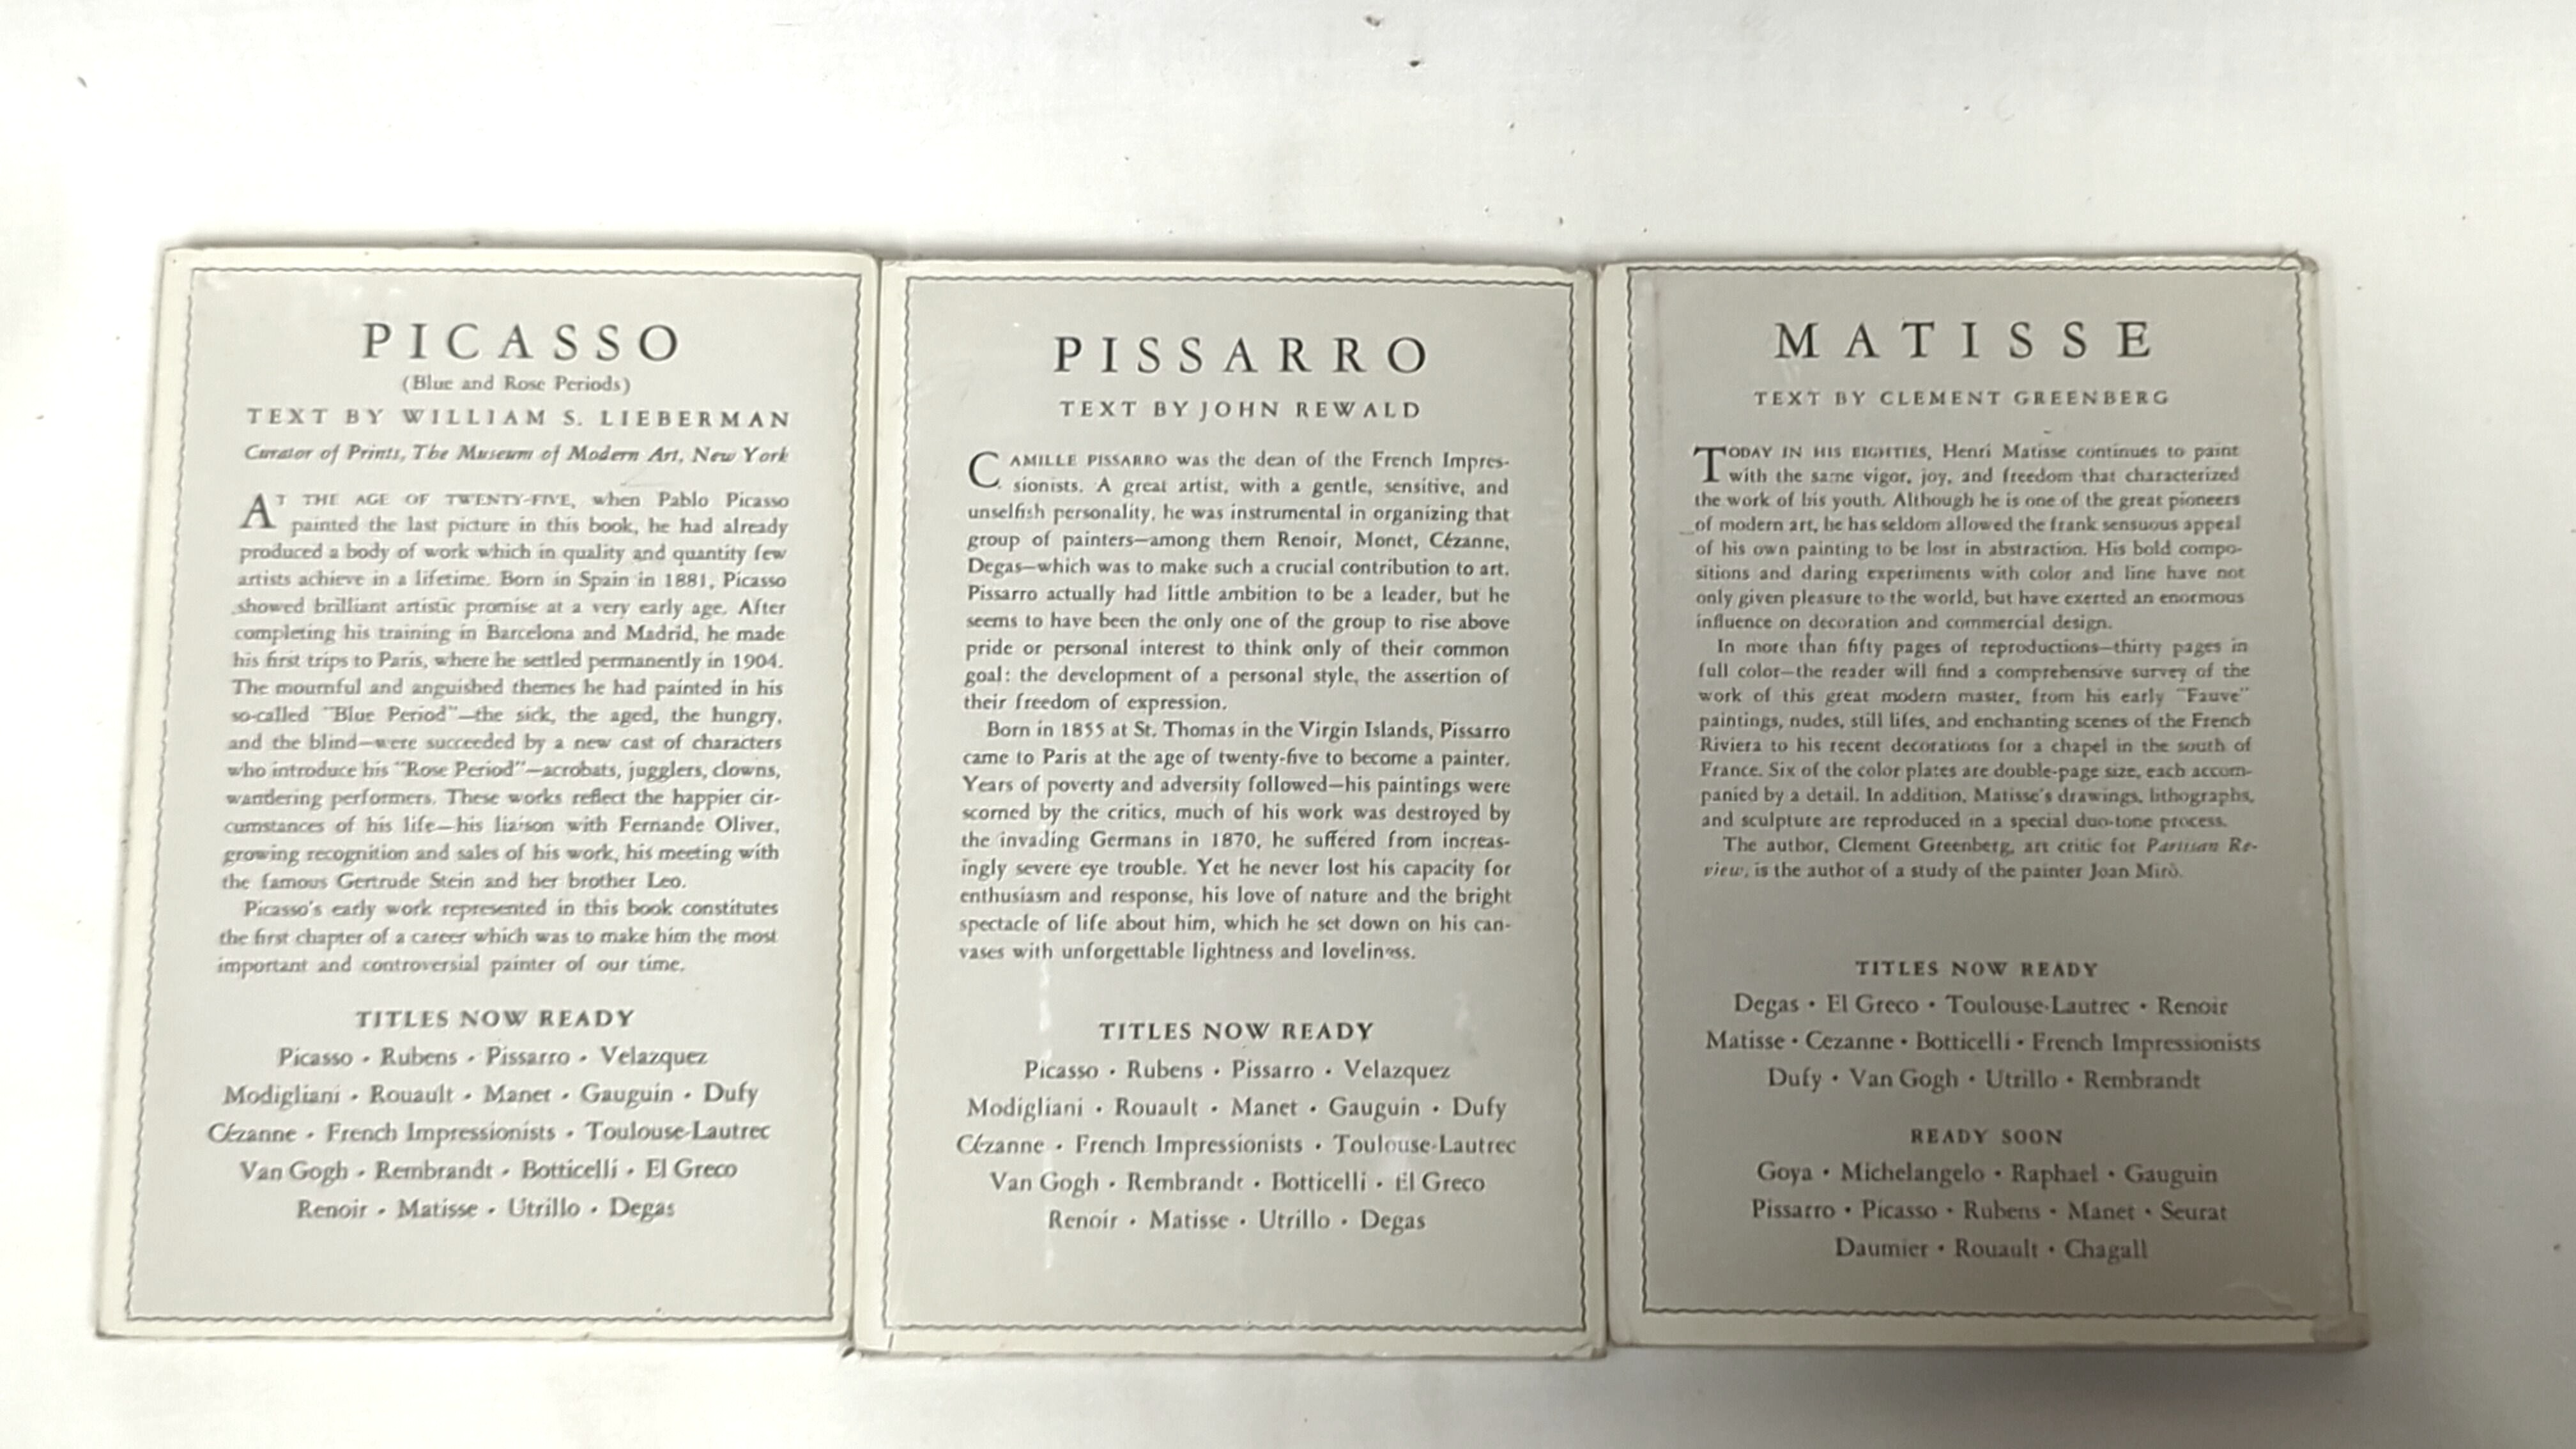 PICASSO
(Blue and Rose Periods)
TEXT BY WILLIAM S. LIEBERMAN
Curator of Prints, The Museum of Modern Art, New York
AT THE AGE OF TWENTY-FIVE, when Pablo Picasso
painted the last picture in this book, he had already
produced a body of work which in quality and quantity few
artists achieve in a lifetime. Born in Spain in 1881, Picasso
showed brilliant artistic promise at a very early age. After
completing his training in Barcelona and Madrid, he made
his first trips to Paris, where he settled permanently in 1904.
The mournful and anguished themes he had painted in his
so-called "Blue Period"—the sick, the aged, the hungry,
and the blind—were succeeded by a new cast of characters
who introduce his "Rose Period"—acrobats, jugglers, clowns,
wandering performers. These works reflect the happier cir-
cumstances of his life—his liaison with Fernande Oliver,
growing recognition and sales of his work, his meeting with
the famous Gertrude Stein and her brother Leo.
Picasso's early work represented in this book constitutes
the first chapter of a career which was to make him the most
important and controversial painter of our time.
TITLES NOW READY
Picasso • Rubens • Pissarro • Velazquez
Modigliani • Rouault • Manet • Gauguin • Dufy
Cézanne • French Impressionists • Toulouse-Lautrec
Van Gogh • Rembrandt • Botticelli • El Greco
Renoir • Matisse • Utrillo • Degas
PISSARRO
TEXT BY JOHN REWALD
CAMILLE PISSARRO was the dean of the French Impres-
sionists. A great artist, with a gentle, sensitive, and
unselfish personality, he was instrumental in organizing that
group of painters—among them Renoir, Monet, Cézanne,
Degas—which was to make such a crucial contribution to art.
Pissarro actually had little ambition to be a leader, but he
seems to have been the only one of the group to rise above
pride or personal interest to think only of their common
goal: the development of a personal style, the assertion of
their freedom of expression.
Born in 1855 at St. Thomas in the Virgin Islands, Pissarro
came to Paris at the age of twenty-five to become a painter.
Years of poverty and adversity followed—his paintings were
scorned by the critics, much of his work was destroyed by
the invading Germans in 1870, he suffered from increas-
ingly severe eye trouble. Yet he never lost his capacity for
enthusiasm and response, his love of nature and the bright
spectacle of life about him, which he set down on his can-
vases with unforgettable lightness and loveliness.
TITLES NOW READY
Picasso • Rubens • Pissarro • Velazquez
Modigliani • Rouault • Manet • Gauguin • Dufy
Cézanne • French Impressionists • Toulouse-Lautrec
Van Gogh • Rembrandt • Botticelli • El Greco
Renoir • Matisse • Utrillo • Degas
MATISSE
TEXT BY CLEMENT GREENBERG
TODAY IN HIS EIGHTIES, Henri Matisse continues to paint
with the same vigor, joy, and freedom that characterized
the work of his youth. Although he is one of the great pioneers
of modern art, he has seldom allowed the frank sensuous appeal
of his own painting to be lost in abstraction. His bold compo-
sitions and daring experiments with color and line have not
only given pleasure to the world, but have exerted an enormous
influence on decoration and commercial design.
In more than fifty pages of reproductions—thirty pages in
full color—the reader will find a comprehensive survey of the
work of this great modern master, from his early "Fauve"
paintings, nudes, still lifes, and enchanting scenes of the French
Riviera to his recent decorations for a chapel in the south of
France. Six of the color plates are double-page size, each accom-
panied by a detail. In addition, Matisse's drawings, lithographs,
and sculpture are reproduced in a special duo-tone process.
The author, Clement Greenberg, art critic for Partisan Re-
view, is the author of a study of the painter Joan Mirò.
TITLES NOW READY
Degas • El Greco • Toulouse-Lautrec • Renoir
Matisse • Cezanne • Botticelli • French Impressionists
Dufy • Van Gogh • Utrillo • Rembrandt
READY SOON
Goya • Michelangelo • Raphael • Gauguin
Pissarro • Picasso • Rubens • Manet • Seurat
Daumier • Rouault • Chagall